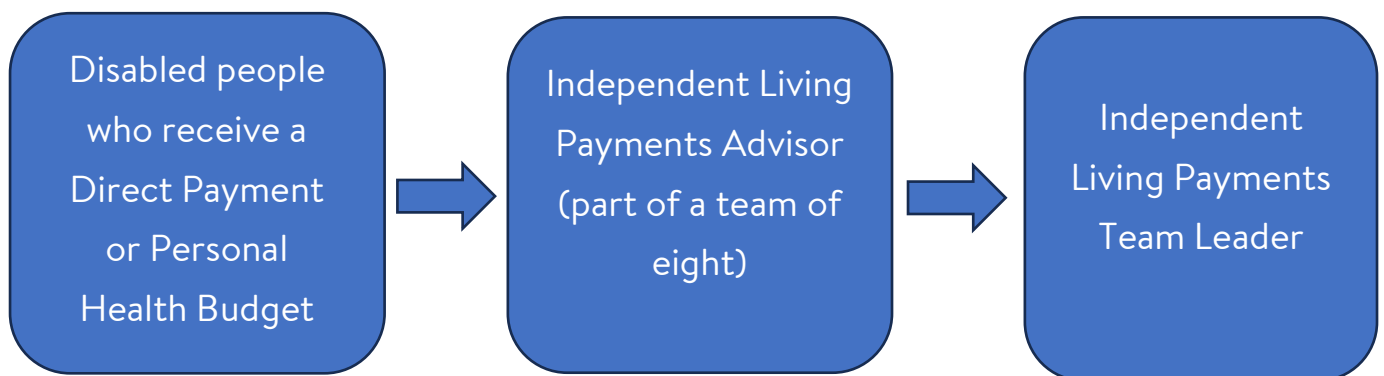 Disabled people
who receive a
Direct Payment
or Personal
Health Budget
Independent Living
Payments Advisor
(part of a team of
eight)
Independent
Living Payments
Team Leader